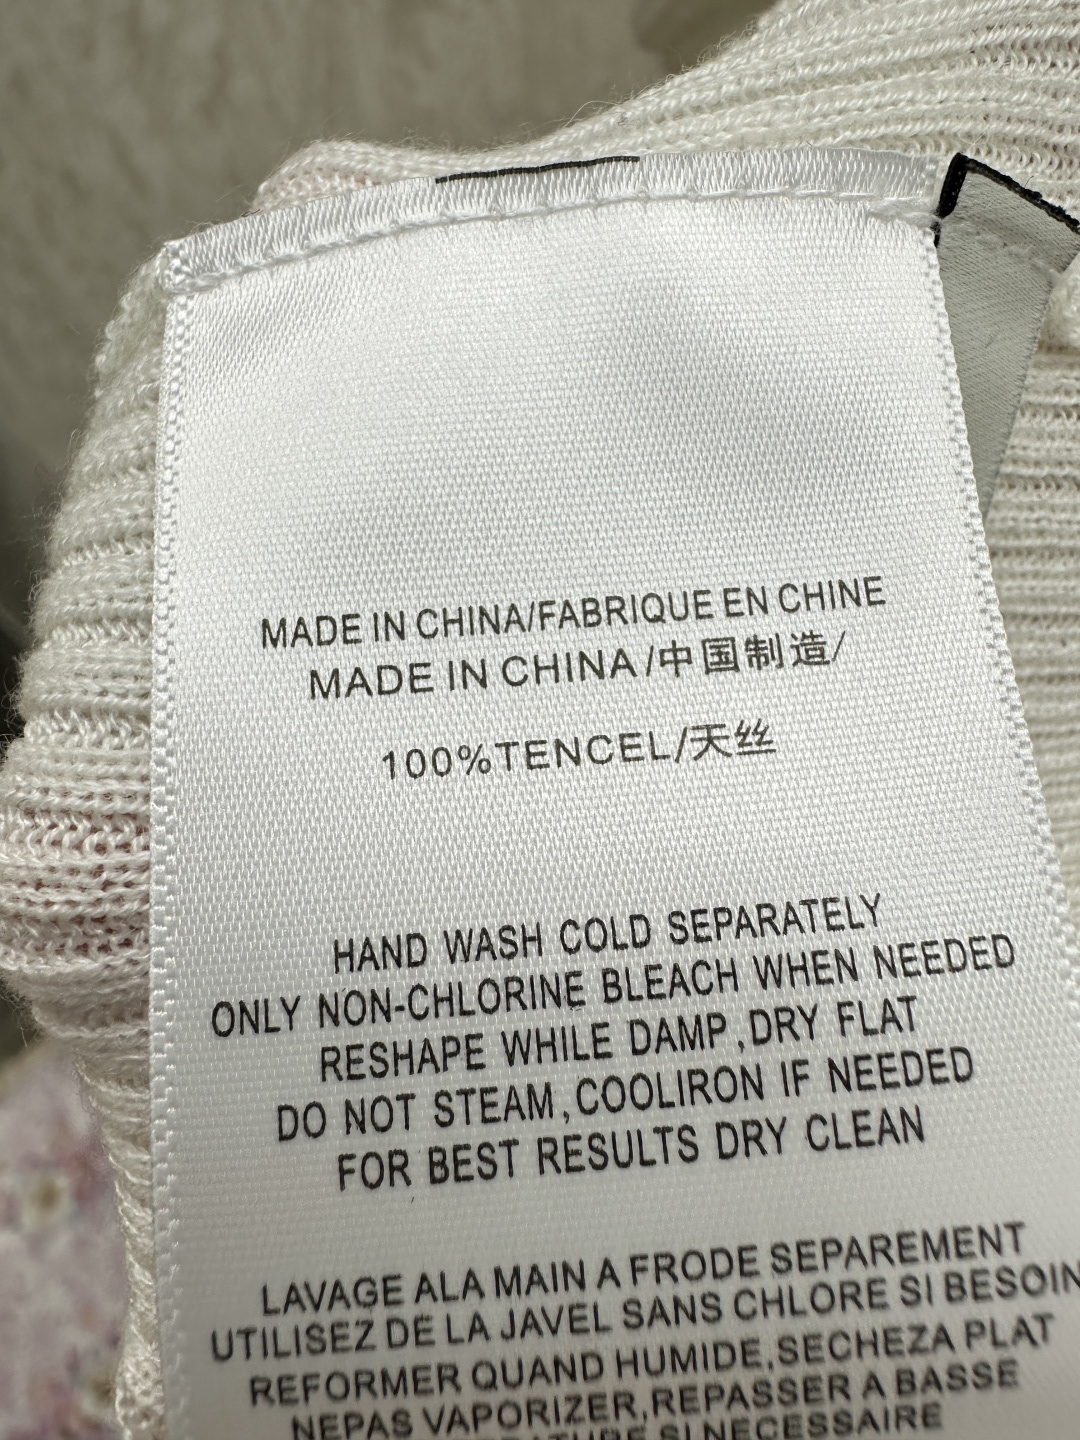 MADE IN CHINA/FABRIQUE EN CHINE
MADE IN CHINA/中国制造/
100%TENCEL/天丝
HAND WASH COLD SEPARATELY
ONLY NON-CHLORINE BLEACH WHEN NEEDED
RESHAPE WHILE DAMP,DRY FLAT
DO NOT STEAM,COOLIRON IF NEEDED
FOR BEST RESULTS DRY CLEAN
LAVAGE ALA MAIN A FRODE SEPAREMENT
UTILISEZ DE LA JAVEL SANS CHLORE SI BESOIN
REFORMER QUAND HUMIDE,SECHEZA PLAT
NEPAS VAPORIZER,REPASSER A BASSE
SI NECESSAIRE